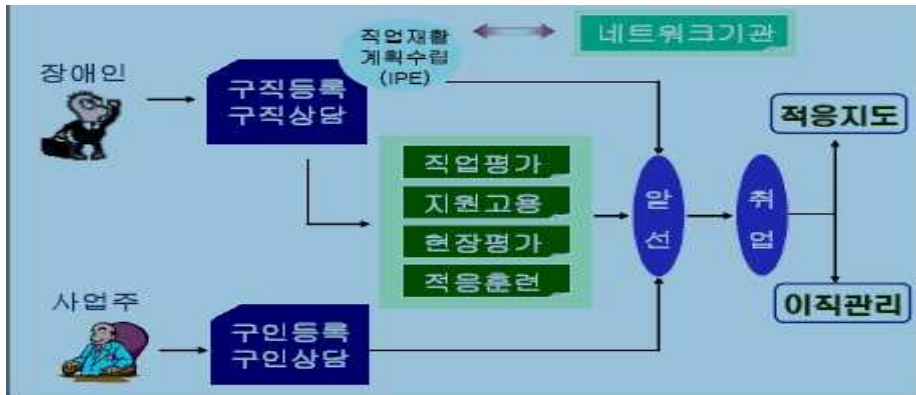 직업재활
계획수립
(IPE)
네트워크기관
장애인
구직등록
구직상담
적응지도
직업평가
지원고용
현장평가
적응훈련
알선
취업
사업주
구인등록
구인상담
이직관리